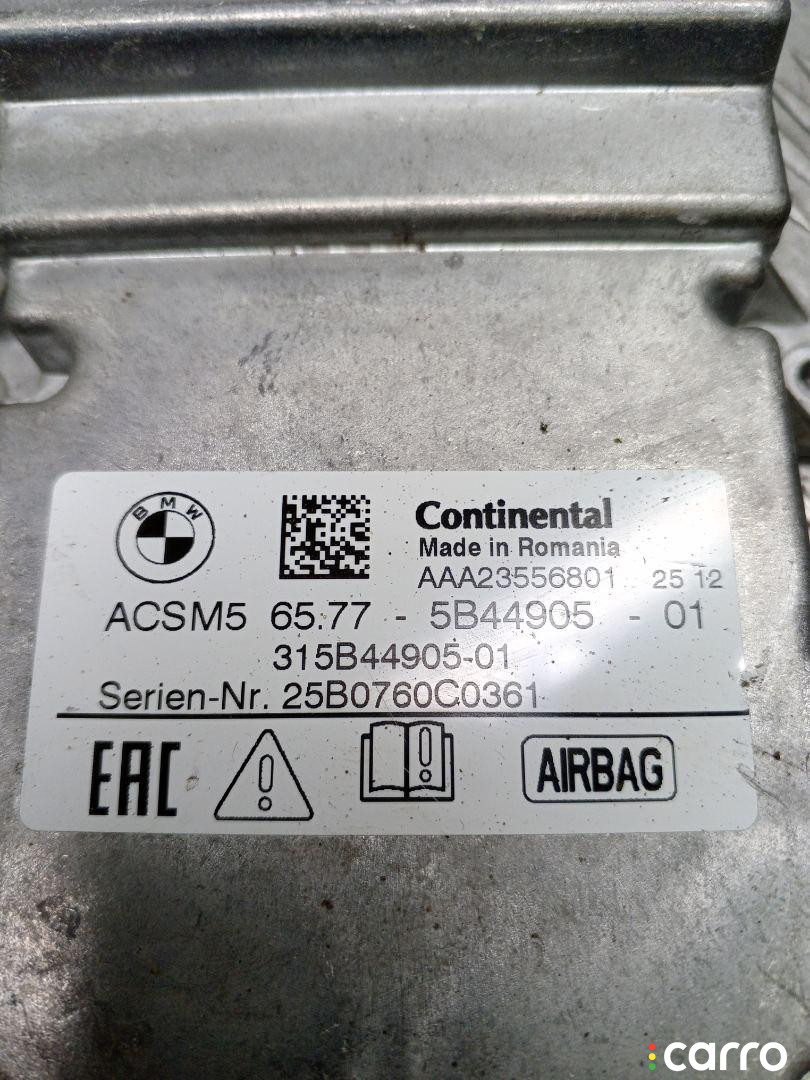 BMW
Continental
Made in Romania
AAA23556801 25 12
ACSM5 65.77 - 5B44905 - 01
315B44905-01
Serien-Nr. 25B0760C0361
EAC
AIRBAG
carro